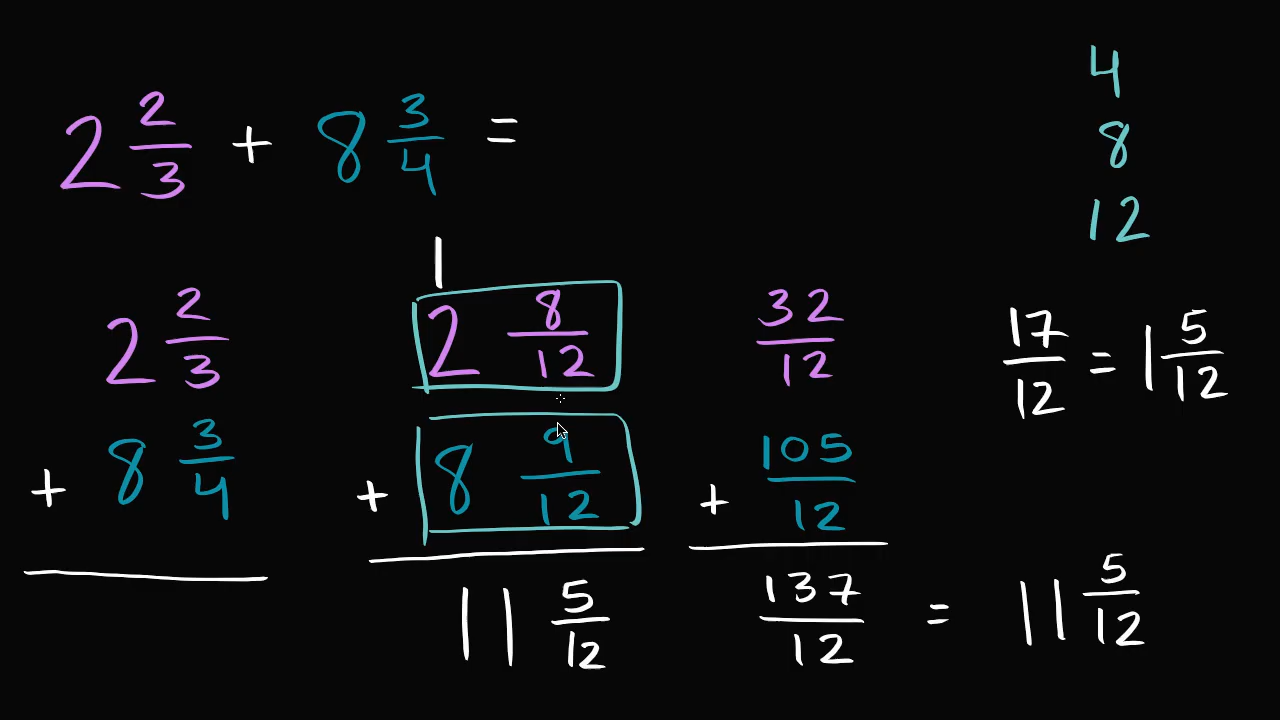 2 2/3 + 8 3/4 =
4
8
12
1
2 2/3
+ 8 3/4
2 8/12
+ 8 9/12
11 5/12
32/12
+ 105/12
137/12 = 11 5/12
17/12 = 1 5/12